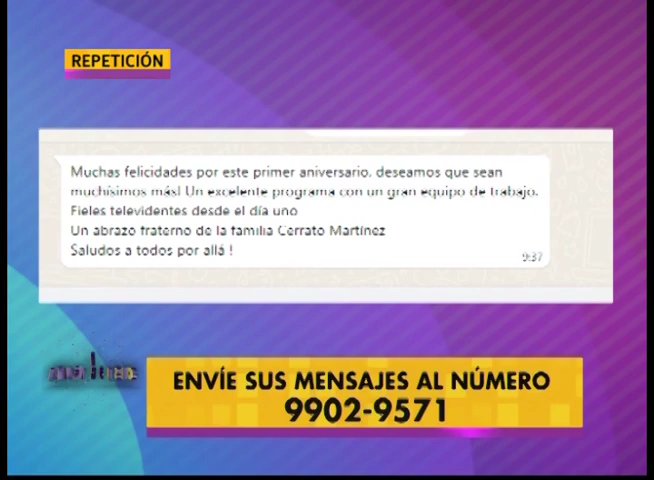 REPETICIÓN
Muchas felicidades por este primer aniversario, deseamos que sean
muchísimos más! Un excelente programa con un gran equipo de trabajo.
Fieles televidentes desde el día uno
Un abrazo fraterno de la familia Cerrato Martínez
Saludos a todos por allá !
9:37
ENVÍE SUS MENSAJES AL NÚMERO
9902-9571